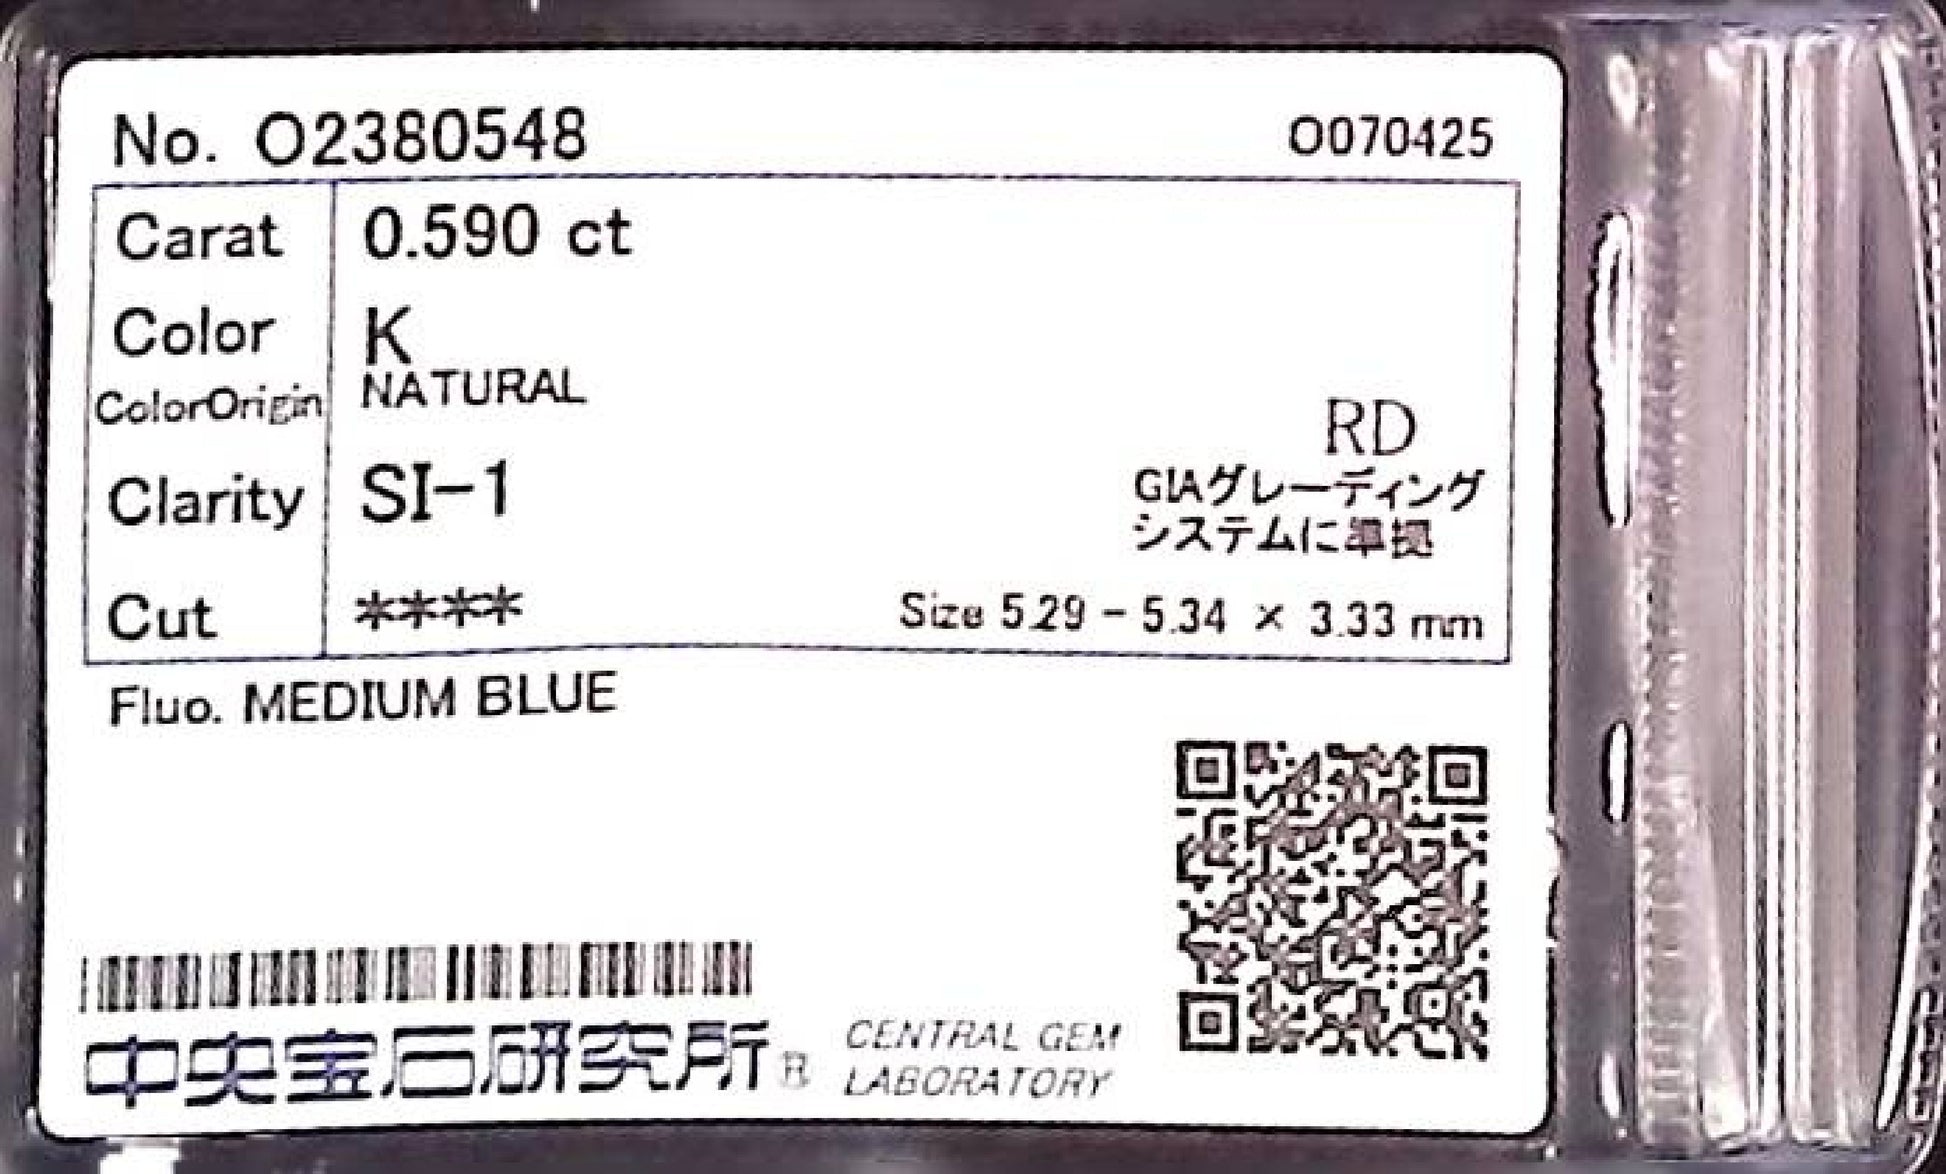 No. O2380548
O070425
Carat 0.590 ct
Color K
ColorOrigin NATURAL
RD
Clarity SI-1
GIAグレーディング
システムに準拠
Cut ****
Size 5.29 - 5.34 × 3.33 mm
Fluo. MEDIUM BLUE
中央宝石研究所®
CENTRAL GEM
LABORATORY